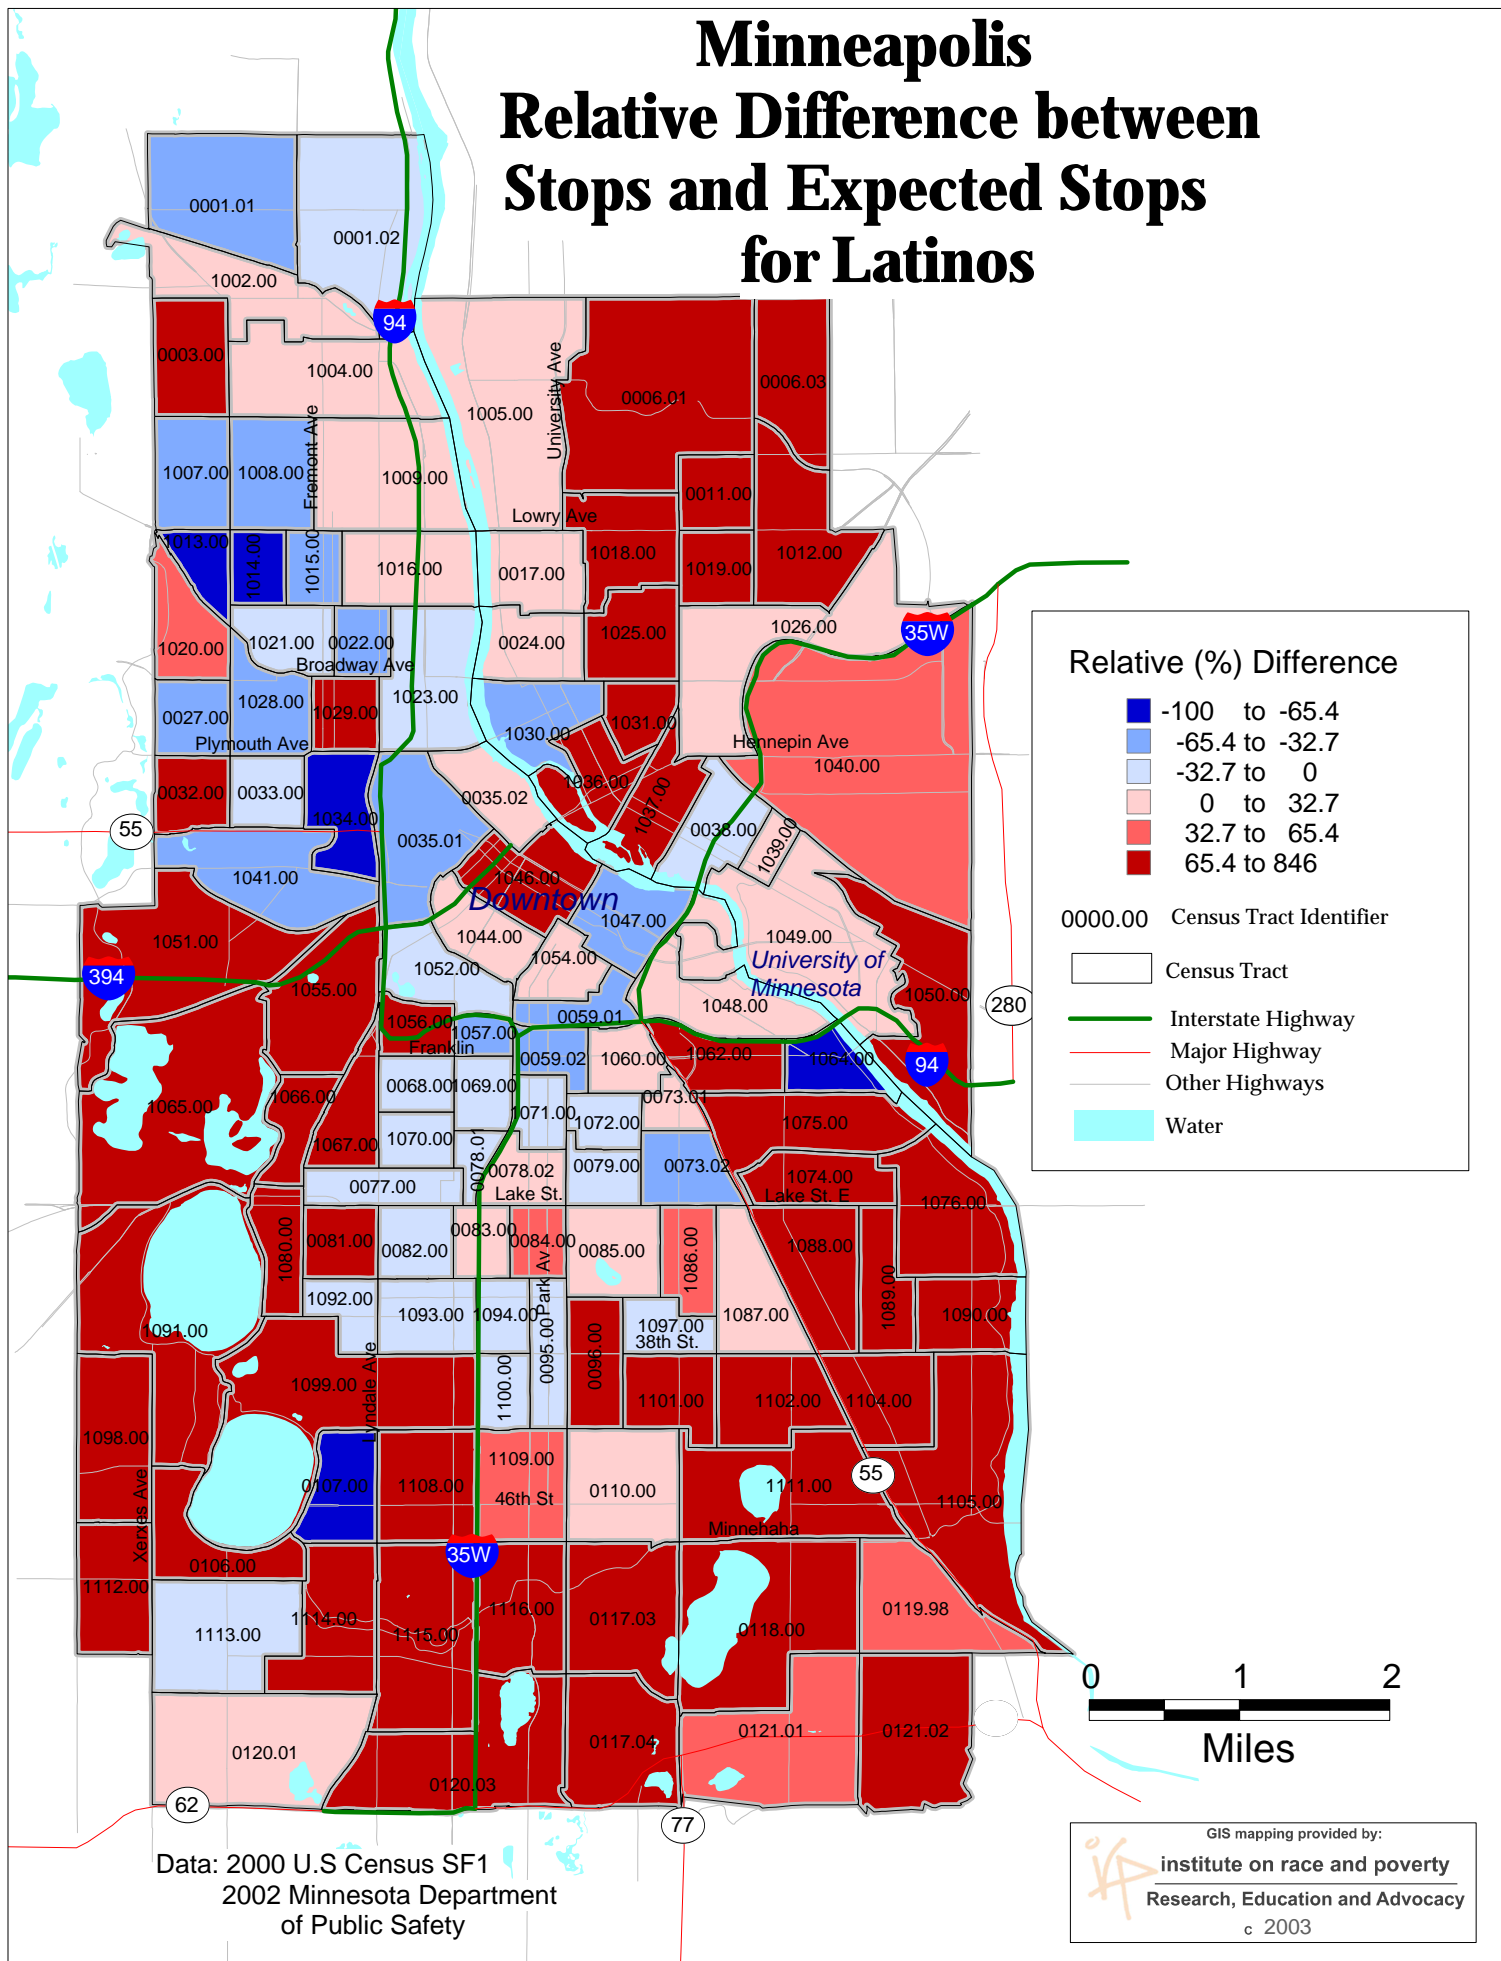 Minneapolis
Relative Difference between
Stops and Expected Stops
for Latinos
0001.01
0001.02
1002.00
94
0003.00
1004.00
1005.00
University Ave
0006.01
0006.03
1007.00
1008.00
Fremont Ave
1009.00
0011.00
Lowry Ave
1013.00
1014.00
1015.00
1016.00
0017.00
1018.00
1019.00
1012.00
1020.00
1021.00
0022.00
Broadway Ave
1023.00
0024.00
1025.00
1026.00
35W
0027.00
1028.00
1029.00
Plymouth Ave
1030.00
1031.00
Hennepin Ave
1040.00
0032.00
0033.00
1034.00
0035.02
1036.00
1037.00
55
0035.01
0038.00
1039.00
1041.00
1046.00
Downtown
1047.00
1051.00
1044.00
1054.00
1049.00
University of
Minnesota
394
1052.00
1055.00
1048.00
1050.00
280
1056.00
1057.00
0059.01
Franklin
0059.02
1060.00
1062.00
1064.00
94
1065.00
1066.00
0068.00
1069.00
0073.01
1071.00
1072.00
1075.00
1067.00
1070.00
0078.01
0078.02
0079.00
0073.02
1074.00
0077.00
Lake St.
Lake St. E
1076.00
1080.00
0081.00
0082.00
0083.00
0084.00
Park Av
0085.00
1086.00
1088.00
1089.00
1092.00
1093.00
1094.00
0095.00
1097.00
38th St.
1087.00
1090.00
1091.00
0096.00
1099.00
Lyndale Ave
1100.00
1101.00
1102.00
1104.00
1098.00
0107.00
1108.00
1109.00
46th St
0110.00
1111.00
55
1105.00
Xerxes Ave
Minnehaha
35W
0106.00
1112.00
1113.00
1114.00
1115.00
1116.00
0117.03
0118.00
0119.98
0120.01
0120.03
0117.04
0121.01
0121.02
62
77
Relative (%) Difference
-100 to -65.4
-65.4 to -32.7
-32.7 to 0
0 to 32.7
32.7 to 65.4
65.4 to 846
0000.00 Census Tract Identifier
Census Tract
Interstate Highway
Major Highway
Other Highways
Water
0 1 2
Miles
Data: 2000 U.S Census SF1
2002 Minnesota Department
of Public Safety
GIS mapping provided by:
irp
institute on race and poverty
Research, Education and Advocacy
c 2003